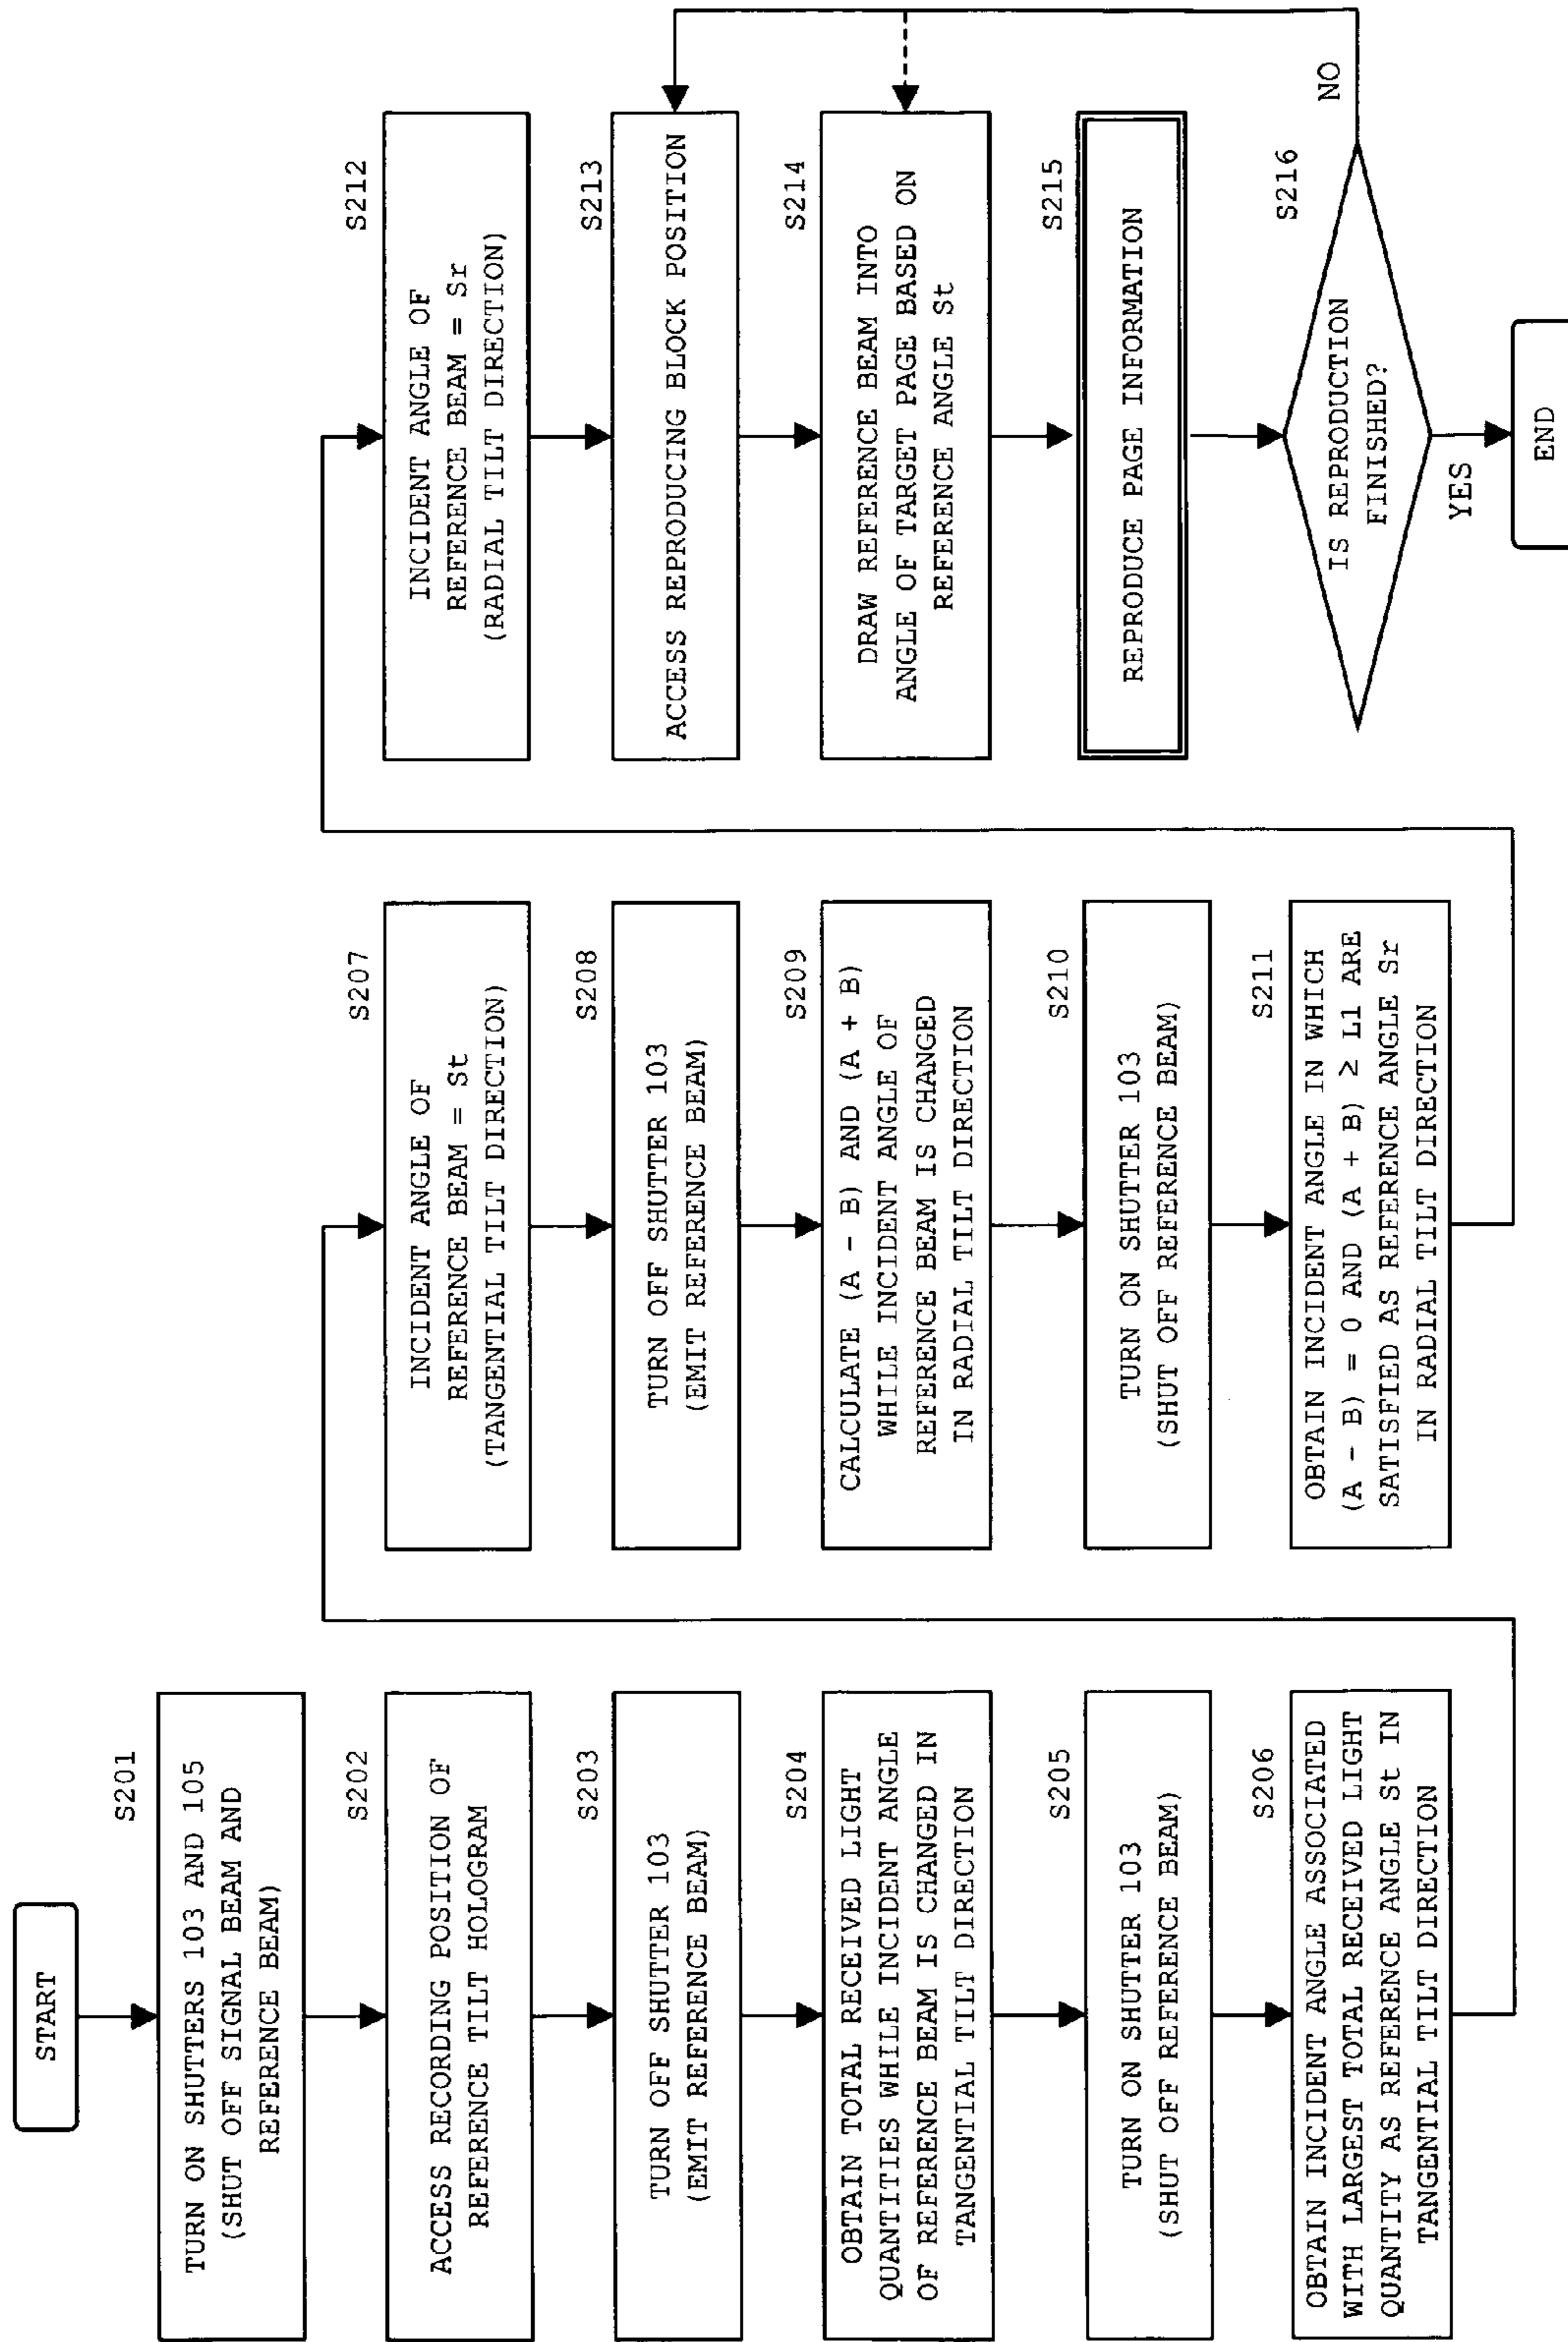 START
S201
TURN ON SHUTTERS 103 AND 105
(SHUT OFF SIGNAL BEAM AND
REFERENCE BEAM)
S202
ACCESS RECORDING POSITION OF
REFERENCE TILT HOLOGRAM
S203
TURN OFF SHUTTER 103
(EMIT REFERENCE BEAM)
S204
OBTAIN TOTAL RECEIVED LIGHT
QUANTITIES WHILE INCIDENT ANGLE
OF REFERENCE BEAM IS CHANGED IN
TANGENTIAL TILT DIRECTION
S205
TURN ON SHUTTER 103
(SHUT OFF REFERENCE BEAM)
S206
OBTAIN INCIDENT ANGLE ASSOCIATED
WITH LARGEST TOTAL RECEIVED LIGHT
QUANTITY AS REFERENCE ANGLE St IN
TANGENTIAL TILT DIRECTION
S207
INCIDENT ANGLE OF
REFERENCE BEAM = St
(TANGENTIAL TILT DIRECTION)
S208
TURN OFF SHUTTER 103
(EMIT REFERENCE BEAM)
S209
CALCULATE (A - B) AND (A + B)
WHILE INCIDENT ANGLE OF
REFERENCE BEAM IS CHANGED
IN RADIAL TILT DIRECTION
S210
TURN ON SHUTTER 103
(SHUT OFF REFERENCE BEAM)
S211
OBTAIN INCIDENT ANGLE IN WHICH
(A - B) = 0 AND (A + B) ≥ L1 ARE
SATISFIED AS REFERENCE ANGLE Sr
IN RADIAL TILT DIRECTION
S212
INCIDENT ANGLE OF
REFERENCE BEAM = Sr
(RADIAL TILT DIRECTION)
S213
ACCESS REPRODUCING BLOCK POSITION
S214
DRAW REFERENCE BEAM INTO
ANGLE OF TARGET PAGE BASED ON
REFERENCE ANGLE St
S215
REPRODUCE PAGE INFORMATION
S216
IS REPRODUCTION
FINISHED?
NO
YES
END